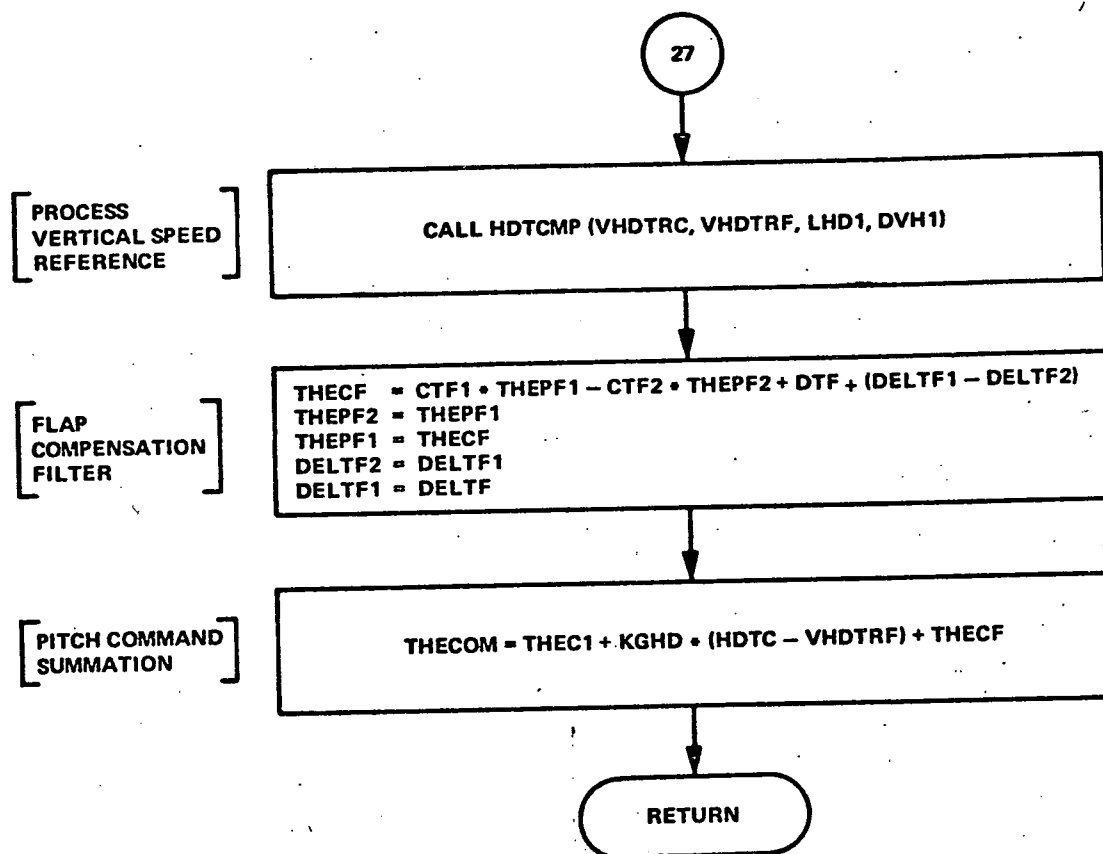 27
PROCESS
VERTICAL SPEED
REFERENCE
CALL HDTCMP (VHDTRC, VHDTRF, LHD1, DVH1)
FLAP
COMPENSATION
FILTER
THECF = CTF1 * THEPF1 – CTF2 * THEPF2 + DTF + (DELTF1 – DELTF2)
THEPF2 = THEPF1
THEPF1 = THECF
DELTF2 = DELTF1
DELTF1 = DELTF
PITCH COMMAND
SUMMATION
THECOM = THEC1 + KGHD * (HDTC – VHDTRF) + THECF
RETURN